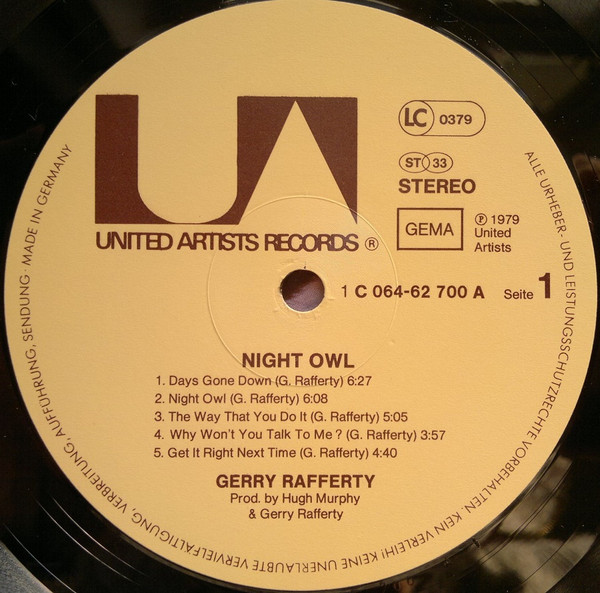 UA
UNITED ARTISTS RECORDS ®
LC 0379
ST 33
STEREO
GEMA
℗ 1979
United
Artists
1 C 064-62 700 A
Seite 1
NIGHT OWL
1. Days Gone Down (G. Rafferty) 6:27
2. Night Owl (G. Rafferty) 6:08
3. The Way That You Do It (G. Rafferty) 5:05
4. Why Won't You Talk To Me ? (G. Rafferty) 3:57
5. Get It Right Next Time (G. Rafferty) 4:40
GERRY RAFFERTY
Prod. by Hugh Murphy
& Gerry Rafferty
ALLE URHEBER- UND LEISTUNGSSCHUTZRECHTE VORBEHALTEN. KEIN VERLEIH! KEINE UNERLAUBTE VERVIELFÄLTIGUNG, VERBREITUNG, AUFFÜHRUNG, SENDUNG · MADE IN GERMANY